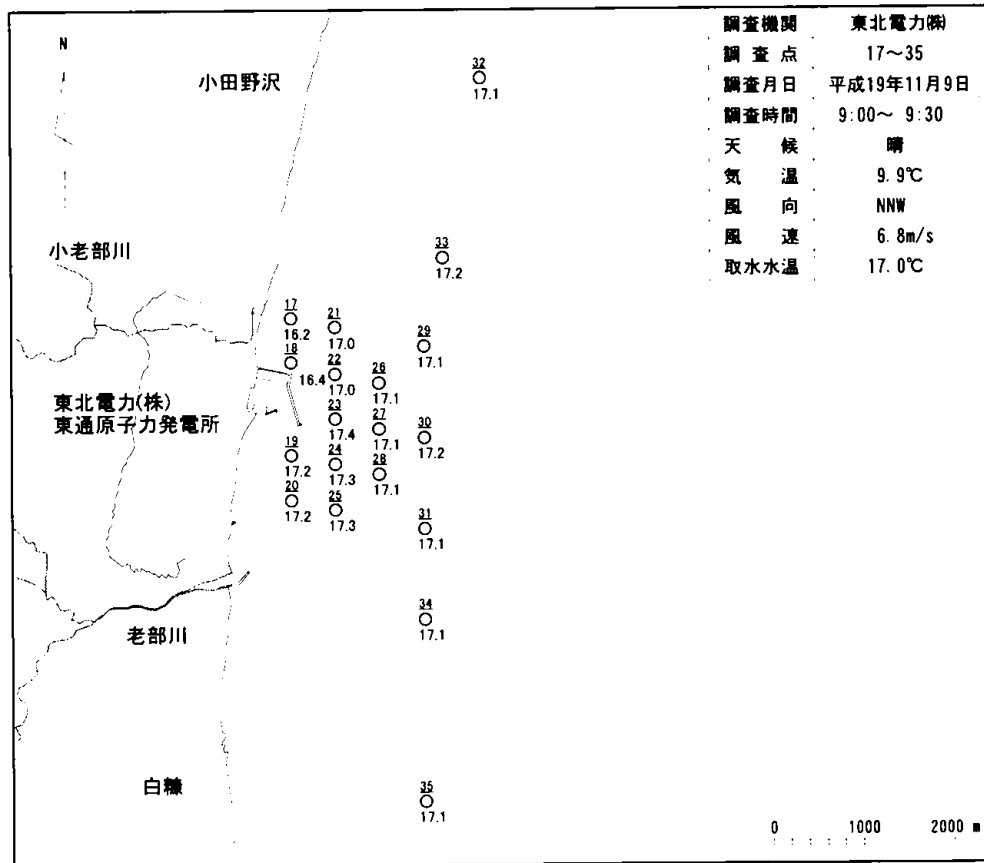 調査機関 東北電力㈱
調査点 17～35
調査月日 平成19年11月9日
調査時間 9:00～ 9:30
天候 晴
気温 9.9℃
風向 NNW
風速 6.8m/s
取水水温 17.0℃
N
小田野沢
32
17.1
小老部川
33
17.2
17
16.2
21
17.0
29
17.1
18
16.4
22
17.0
26
17.1
東北電力(株)
東通原子力発電所
23
17.4
27
17.1
30
17.2
19
17.2
24
17.3
28
17.1
20
17.2
25
17.3
31
17.1
34
17.1
老部川
白糠
35
17.1
0 1000 2000 m